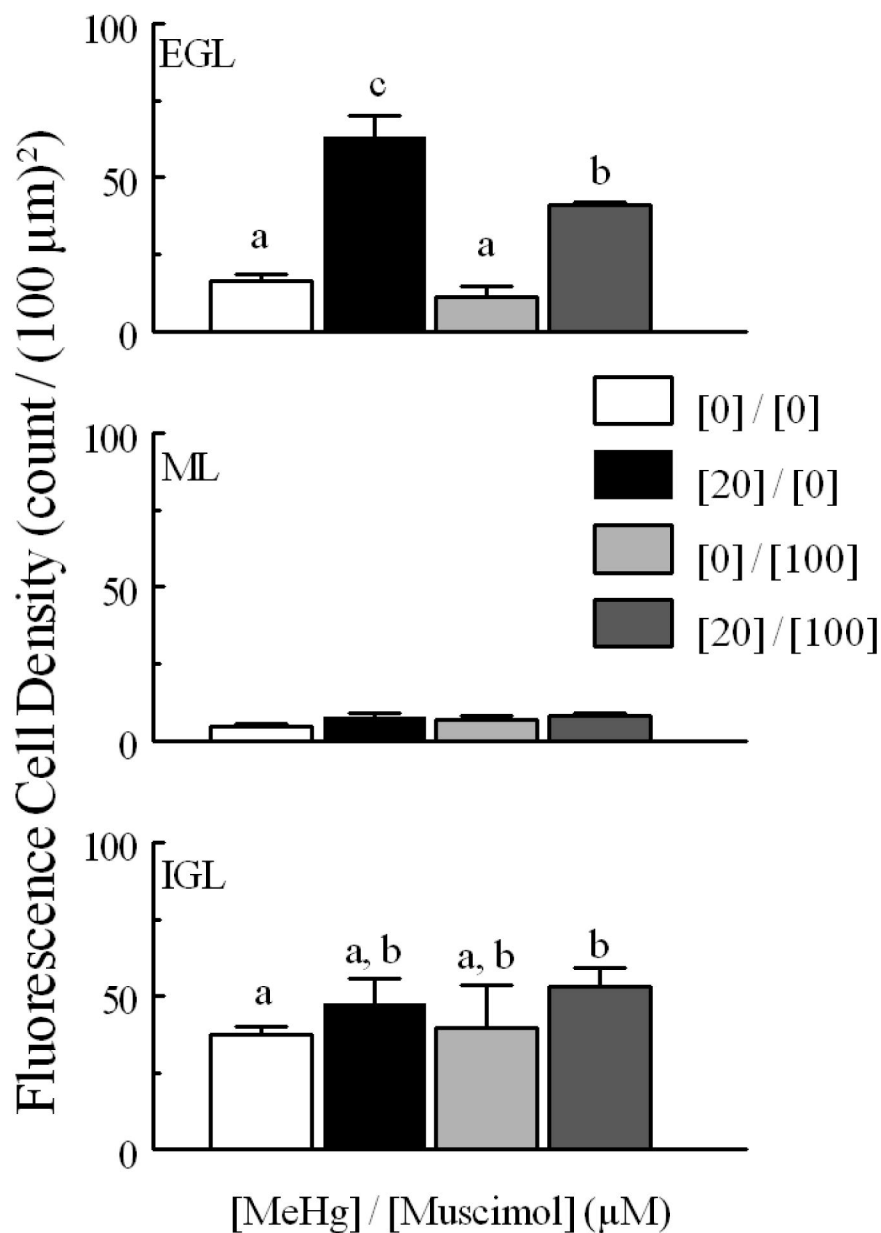 Fluorescence Cell Density (count / (100 µm)²)
100
EGL
c
b
50
a
a
0
[0] / [0]
[20] / [0]
[0] / [100]
[20] / [100]
100
ML
50
0
100
IGL
a, b
a, b
b
a
50
0
[MeHg] / [Muscimol] (µM)